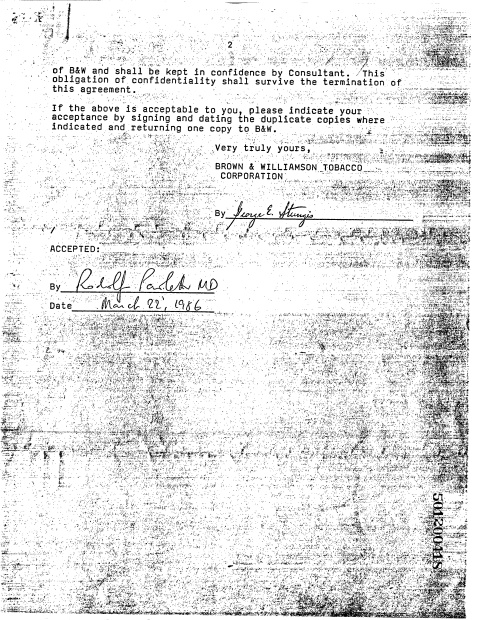 2
of B&W and shall be kept in confidence by Consultant.  This
obligation of confidentiality shall survive the termination of
this agreement.
If the above is acceptable to you, please indicate your
acceptance by signing and dating the duplicate copies where
indicated and returning one copy to B&W.
Very truly yours,
BROWN & WILLIAMSON TOBACCO
CORPORATION
By George E. Sturgis
ACCEPTED:
By Rodolf MD
Date March 22, 1986